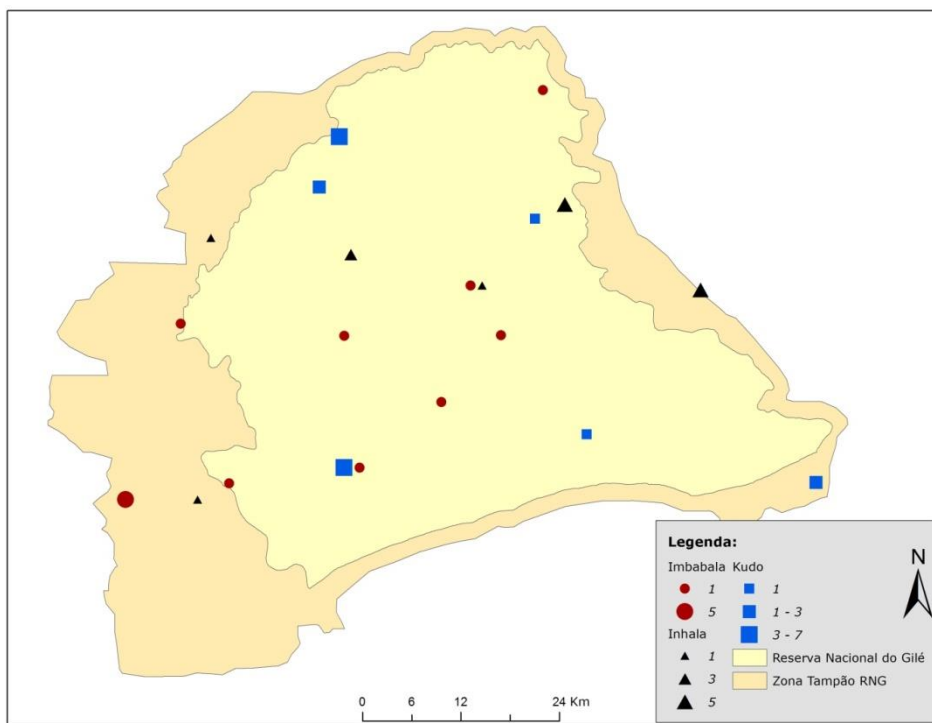 Legenda:
Imbabala Kudo
1 1
5 1 - 3
Inhala 3 - 7
1 Reserva Nacional do Gilé
3 Zona Tampão RNG
5
N
0 6 12 24 Km